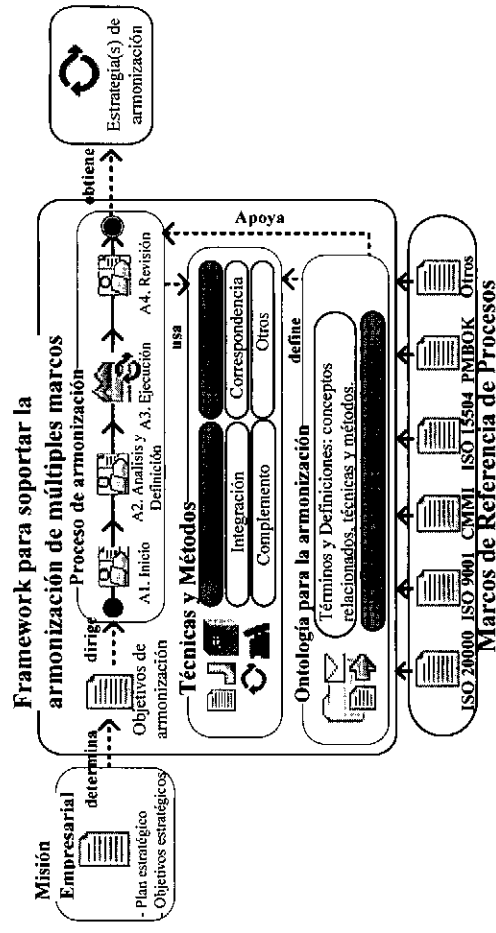 Misión
Empresarial
- Plan estratégico
- Objetivos estratégicos
determina
Framework para soportar la
armonización de múltiples marcos
Objetivos de
armonización
dirige
Proceso de armonización
A1. Inicio
A2. Analisis y
Definición
A3. Ejecución
A4. Revisión
obtiene
Estrategia(s) de
armonización
usa
Apoya
Técnicas y Métodos
Integración
Complemento
Correspondencia
Otros
define
Ontología para la armonización
Términos y Definiciones: conceptos
relacionados, técnicas y métodos.
ISO 20000
ISO 9001
CMMI
ISO 15504
PMBOK
Otros
Marcos de Referencia de Procesos